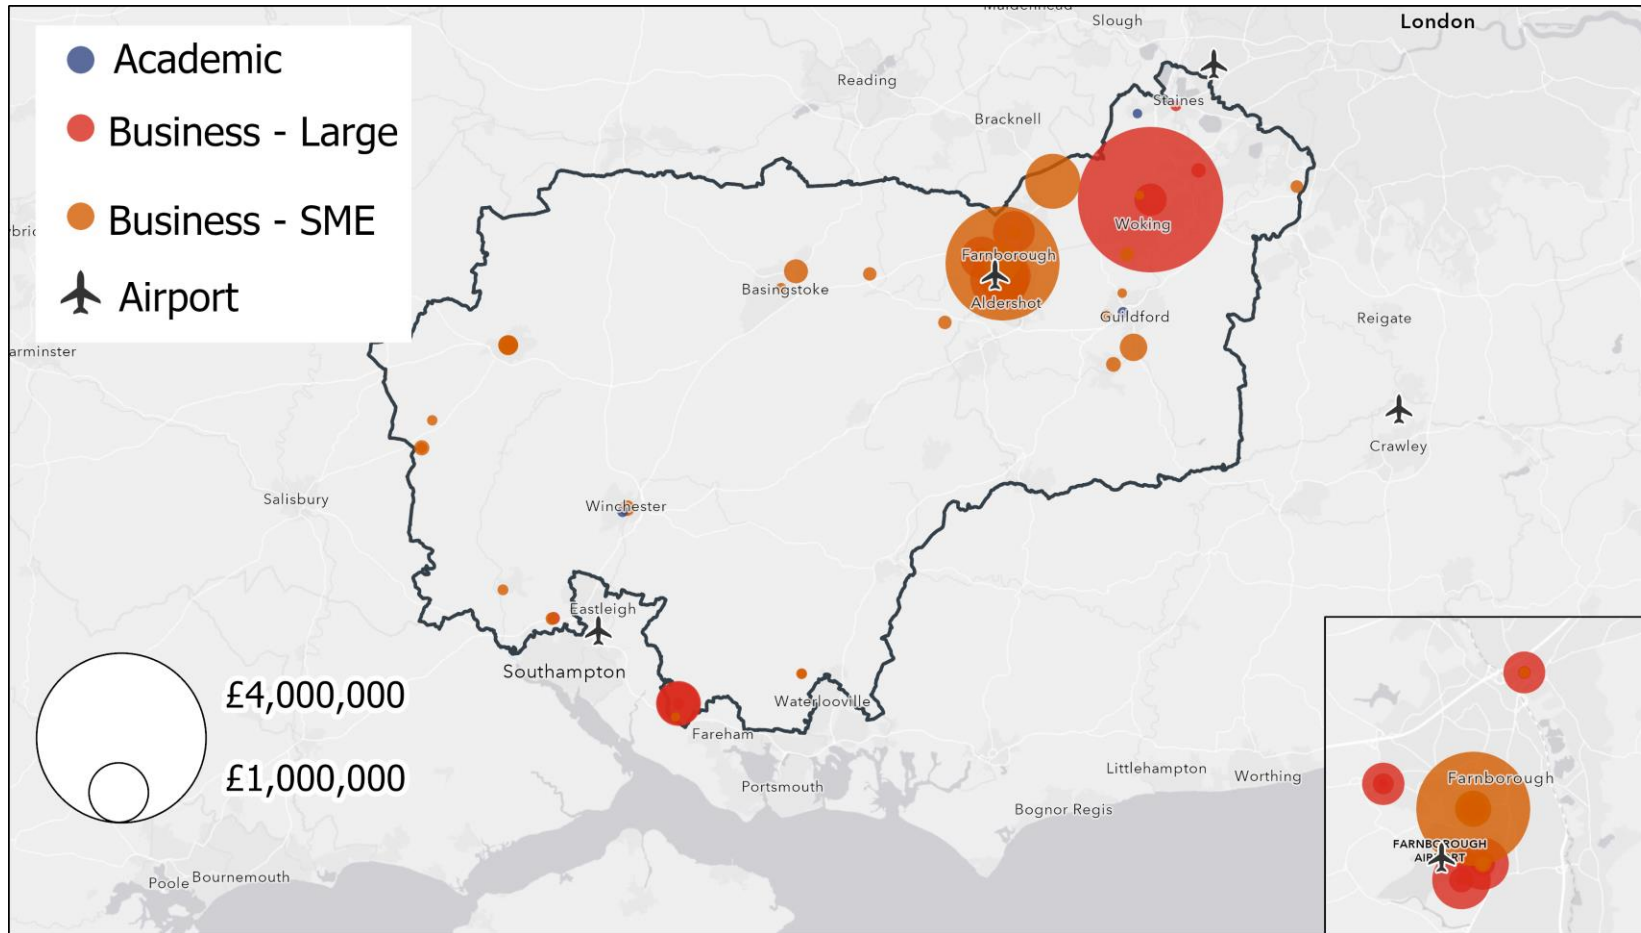 Maidenhead
Slough
London
Academic
Reading
Staines
Bracknell
Business - Large
Business - SME
Woking
Farnborough
Basingstoke
Airport
Aldershot
Guildford
Reigate
arminster
Crawley
Salisbury
Winchester
Eastleigh
Southampton
£4,000,000
Waterlooville
Fareham
£1,000,000
Portsmouth
Littlehampton
Worthing
Bognor Regis
Farnborough
FARNBOROUGH
AIRPORT
Poole
Bournemouth